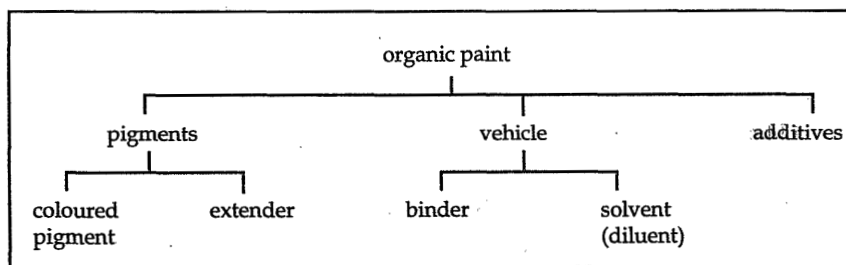 organic paint
pigments vehicle additives
coloured extender binder solvent
pigment (diluent)